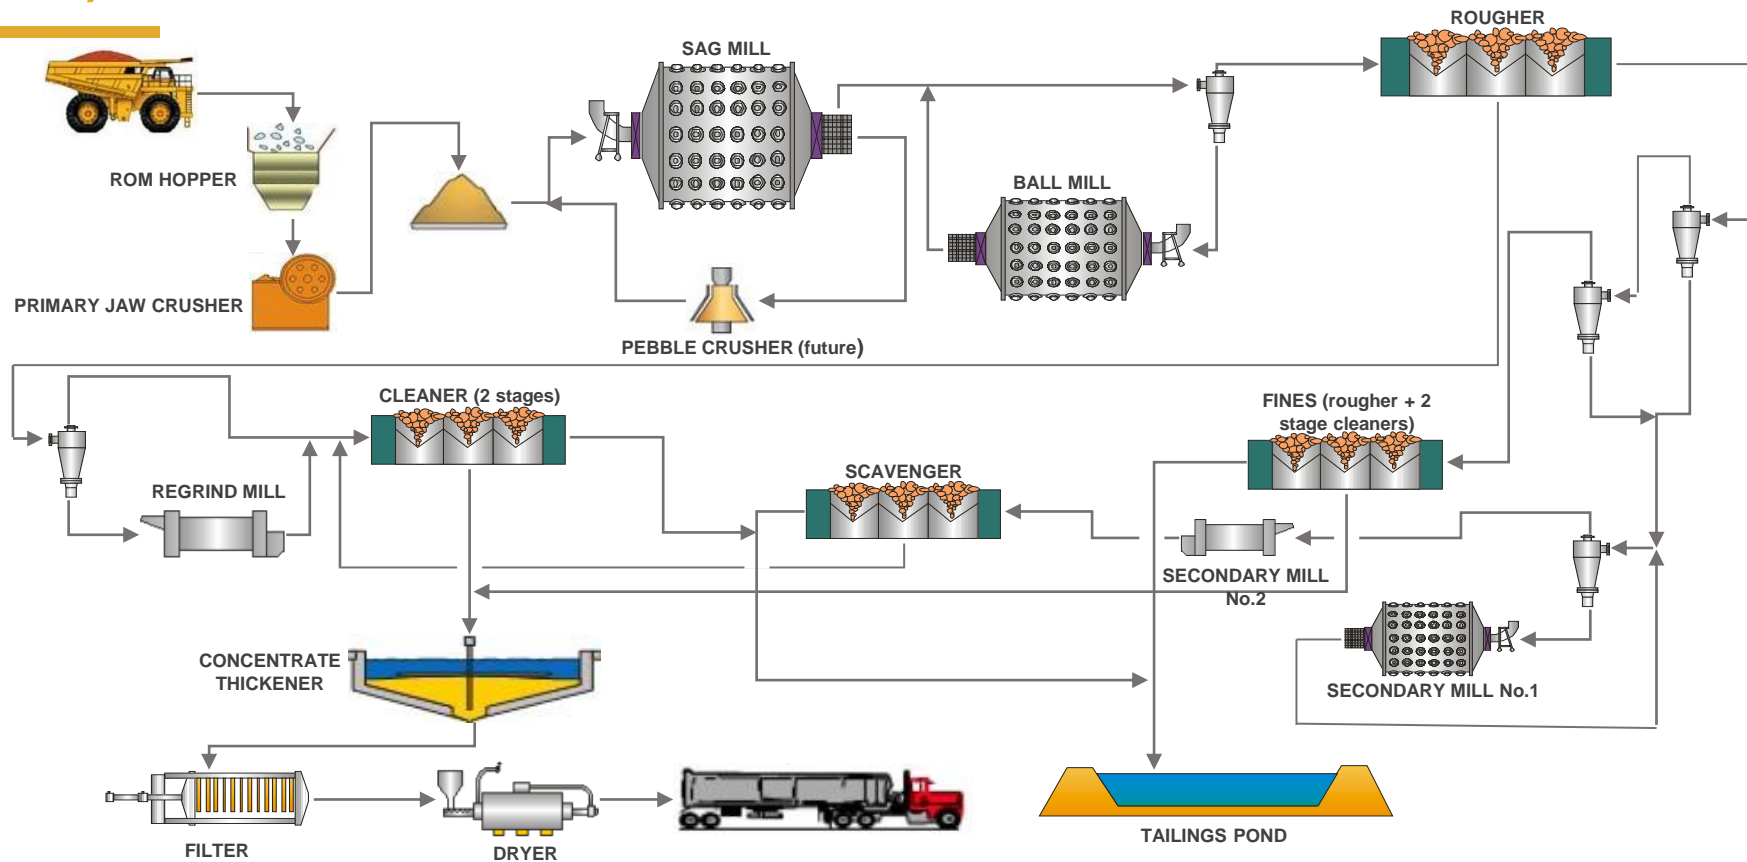 ROUGHER
SAG MILL
ROM HOPPER
BALL MILL
PRIMARY JAW CRUSHER
PEBBLE CRUSHER (future)
CLEANER (2 stages)
FINES (rougher + 2
stage cleaners)
SCAVENGER
REGRIND MILL
SECONDARY MILL
No.2
CONCENTRATE
THICKENER
SECONDARY MILL No.1
TAILINGS POND
FILTER
DRYER